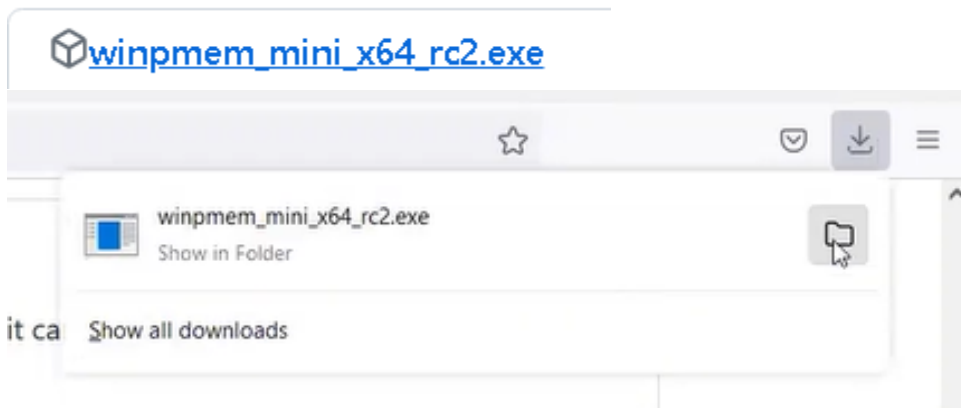 winpmem_mini_x64_rc2.exe
winpmem_mini_x64_rc2.exe
Show in Folder
it ca
Show all downloads